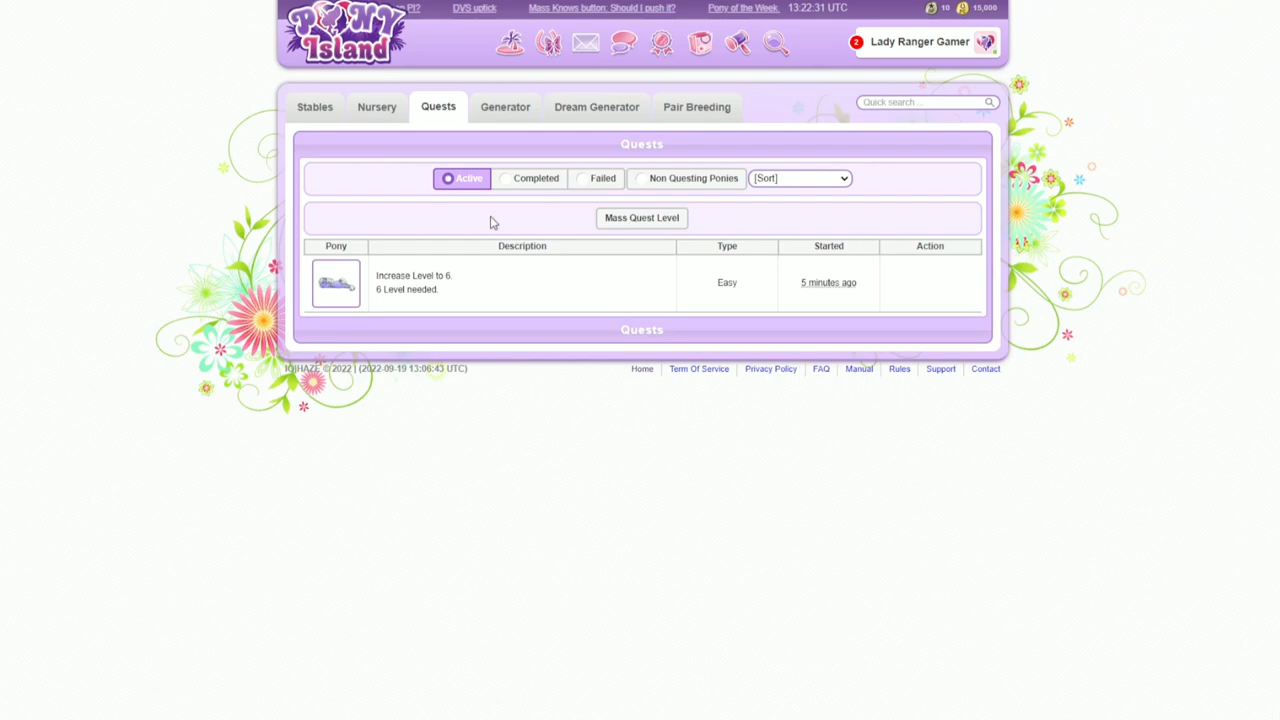 PI?
DVS uptick
Mass Knows button: Should I push it?
Pony of the Week
13:22:31 UTC
10
15,000
PONY
Island
2
Lady Ranger Gamer
Stables
Nursery
Quests
Generator
Dream Generator
Pair Breeding
Quick search ...
Quests
Active
Completed
Failed
Non Questing Ponies
[Sort]
Mass Quest Level
Pony
Description
Type
Started
Action
Increase Level to 6.
6 Level needed.
Easy
5 minutes ago
Quests
© 2022 | (2022-09-19 13:06:43 UTC)
Home
Term Of Service
Privacy Policy
FAQ
Manual
Rules
Support
Contact